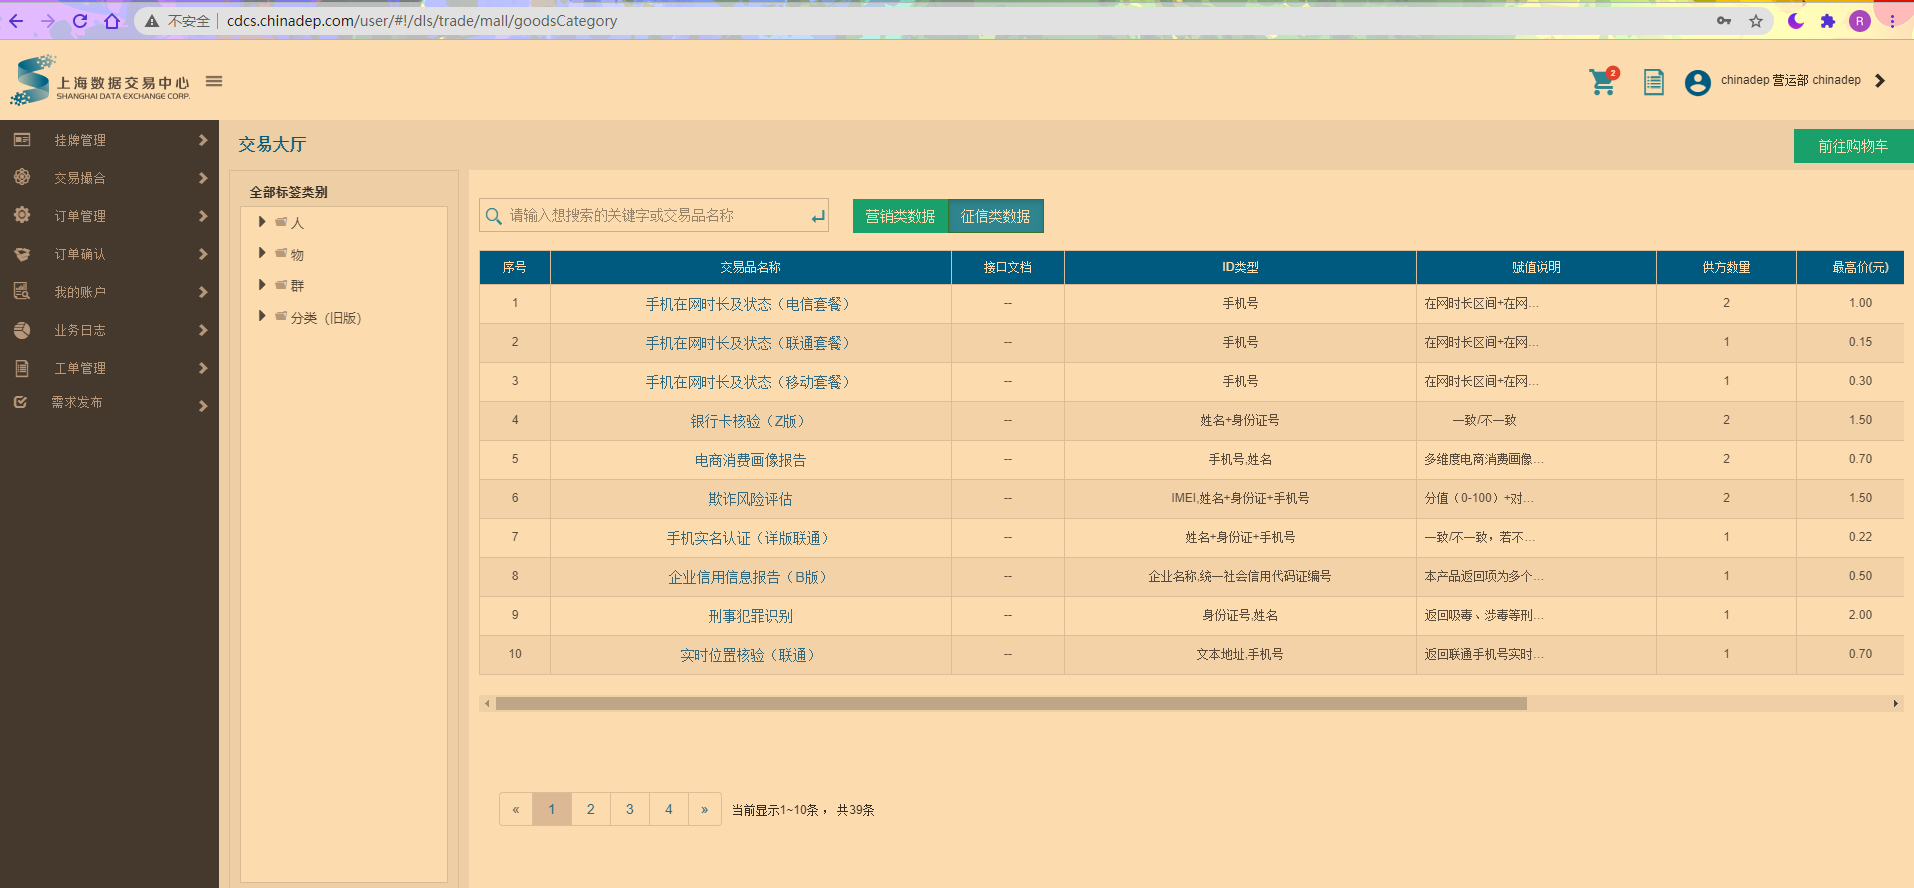 不安全 cdcs.chinadep.com/user/#!/dls/trade/mall/goodsCategory R
上海数据交易中心
SHANGHAI DATA EXCHANGE CORP.
2 chinadep 营运部 chinadep
挂牌管理
交易撮合
订单管理
订单确认
我的账户
业务日志
工单管理
需求发布
交易大厅 前往购物车
全部标签类别
人
物
群
分类（旧版）
请输入想搜索的关键字或交易品名称 营销类数据 征信类数据
序号 交易品名称 接口文档 ID类型 赋值说明 供方数量 最高价(元)
1 手机在网时长及状态（电信套餐） -- 手机号 在网时长区间+在网... 2 1.00
2 手机在网时长及状态（联通套餐） -- 手机号 在网时长区间+在网... 1 0.15
3 手机在网时长及状态（移动套餐） -- 手机号 在网时长区间+在网... 1 0.30
4 银行卡核验（Z版） -- 姓名+身份证号 一致/不一致 2 1.50
5 电商消费画像报告 -- 手机号,姓名 多维度电商消费画像... 2 0.70
6 欺诈风险评估 -- IMEI,姓名+身份证+手机号 分值（0-100）+对... 2 1.50
7 手机实名认证（详版联通） -- 姓名+身份证+手机号 一致/不一致，若不... 1 0.22
8 企业信用信息报告（B版） -- 企业名称,统一社会信用代码证编号 本产品返回项为多个... 1 0.50
9 刑事犯罪识别 -- 身份证号,姓名 返回吸毒、涉毒等刑... 1 2.00
10 实时位置核验（联通） -- 文本地址,手机号 返回联通手机号实时... 1 0.70
« 1 2 3 4 » 当前显示1~10条， 共39条